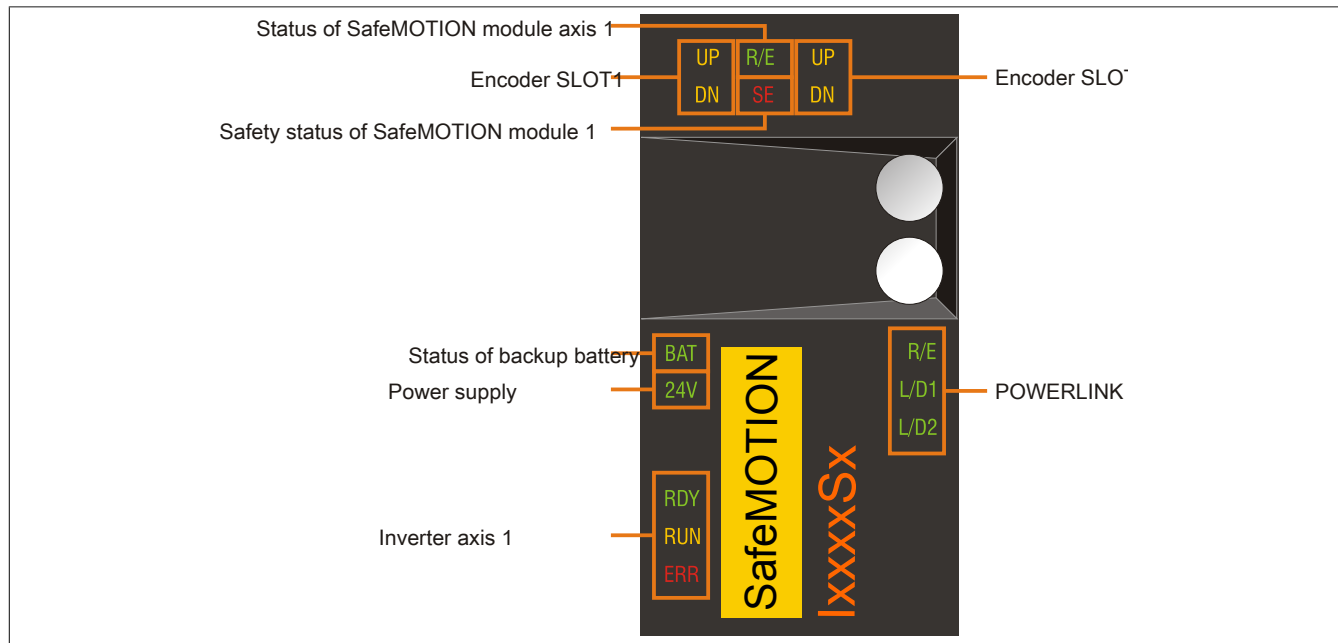 Status of SafeMOTION module axis 1
UP R/E UP
Encoder SLOT1
Encoder SLO
DN SE DN
Safety status of SafeMOTION module 1
Status of backup battery
BAT
R/E
Power supply
24V
L/D1
POWERLINK
L/D2
RDY
Inverter axis 1
RUN
ERR
SafeMOTION
IxxxxSx